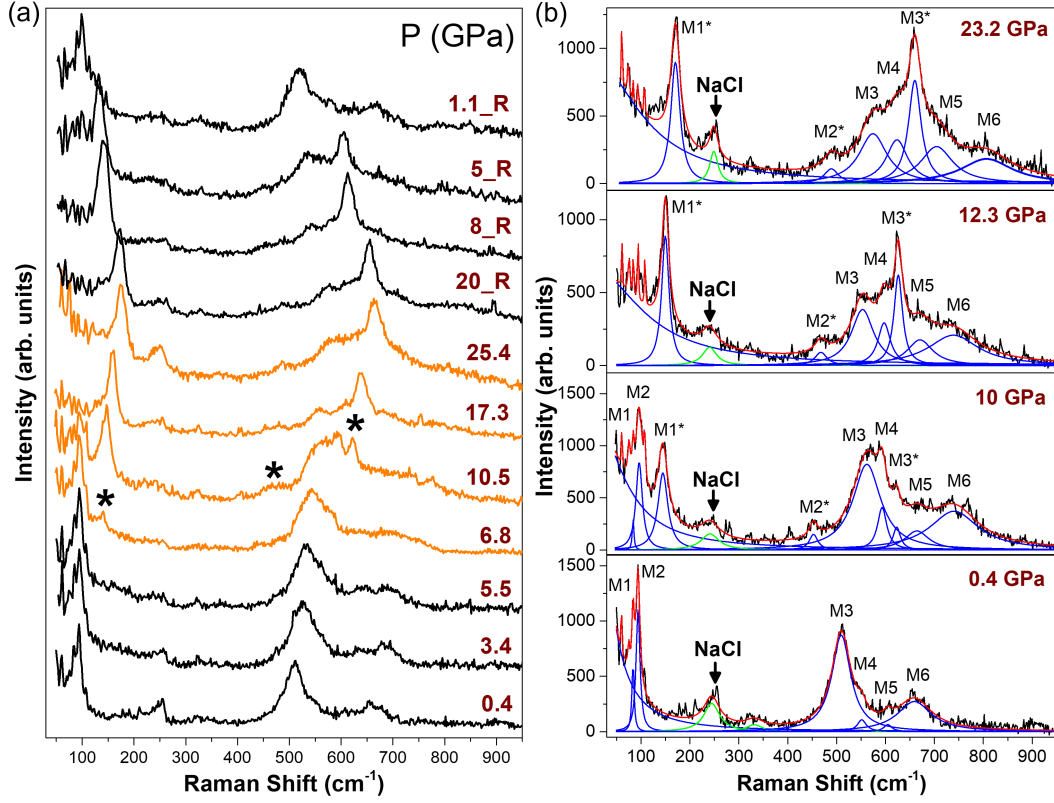 (a)
P (GPa)
1.1_R
5_R
8_R
20_R
25.4
17.3
*
10.5
*
*
6.8
5.5
3.4
0.4
Intensity (arb. units)
100 200 300 400 500 600 700 800 900
Raman Shift (cm-1)
(b)
23.2 GPa
M1*
NaCl
M2*
M3
M4
M3*
M5
M6
1000
500
0
12.3 GPa
M1*
NaCl
M2*
M3
M4
M3*
M5
M6
1000
500
0
10 GPa
M1
M2
M1*
NaCl
M2*
M3
M4
M3*
M5
M6
1500
1000
500
0
0.4 GPa
M1
M2
NaCl
M3
M4
M5
M6
1500
1000
500
0
Intensity (arb. units)
100 200 300 400 500 600 700 800 900
Raman Shift (cm-1)